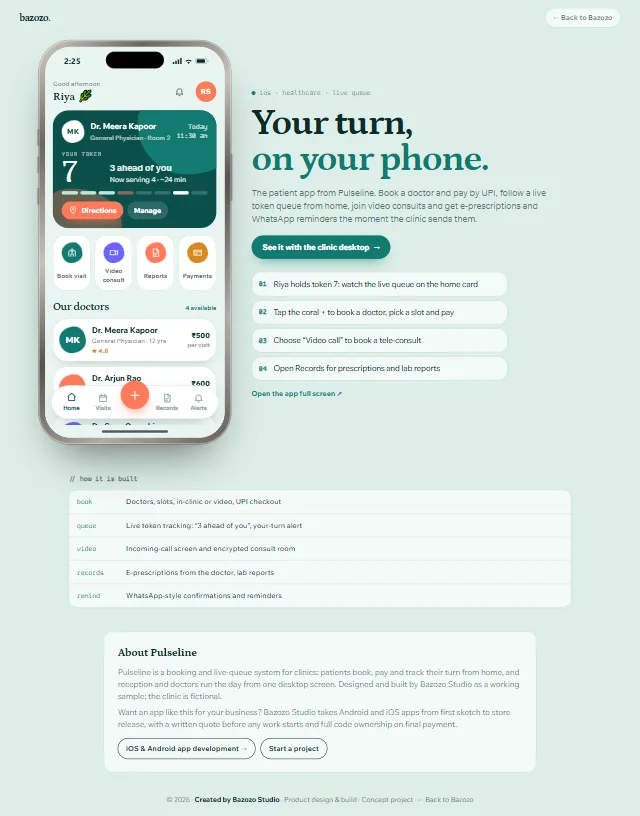 bazozo.
← Back to Bazozo
2:25
Good afternoon
Riya
RS
MK
Dr. Meera Kapoor
General Physician · Room 2
Today
11:30 am
YOUR TOKEN
7
3 ahead of you
Now serving 4 · ~24 min
Directions
Manage
Book visit
Video consult
Reports
Payments
Our doctors
4 available
MK
Dr. Meera Kapoor
General Physician · 12 yrs
★ 4.8
₹500
per visit
Dr. Arjun Rao
₹600
Home
Visits
+
Records
Alerts
ios · healthcare · live queue
Your turn,
on your phone.
The patient app from Pulseline. Book a doctor and pay by UPI, follow a live
token queue from home, join video consults and get e-prescriptions and
WhatsApp reminders the moment the clinic sends them.
See it with the clinic desktop →
01 Riya holds token 7: watch the live queue on the home card
02 Tap the coral + to book a doctor, pick a slot and pay
03 Choose “Video call” to book a tele-consult
04 Open Records for prescriptions and lab reports
Open the app full screen ↗
// how it is built
book Doctors, slots, in-clinic or video, UPI checkout
queue Live token tracking: “3 ahead of you”, your-turn alert
video Incoming-call screen and encrypted consult room
records E-prescriptions from the doctor, lab reports
remind WhatsApp-style confirmations and reminders
About Pulseline
Pulseline is a booking and live-queue system for clinics: patients book, pay and track their turn from home, and
reception and doctors run the day from one desktop screen. Designed and built by Bazozo Studio as a working
sample; the clinic is fictional.
Want an app like this for your business? Bazozo Studio takes Android and iOS apps from first sketch to store
release, with a written quote before any work starts and full code ownership on final payment.
iOS & Android app development →
Start a project
© 2026 · Created by Bazozo Studio · Product design & build · Concept project · ← Back to Bazozo